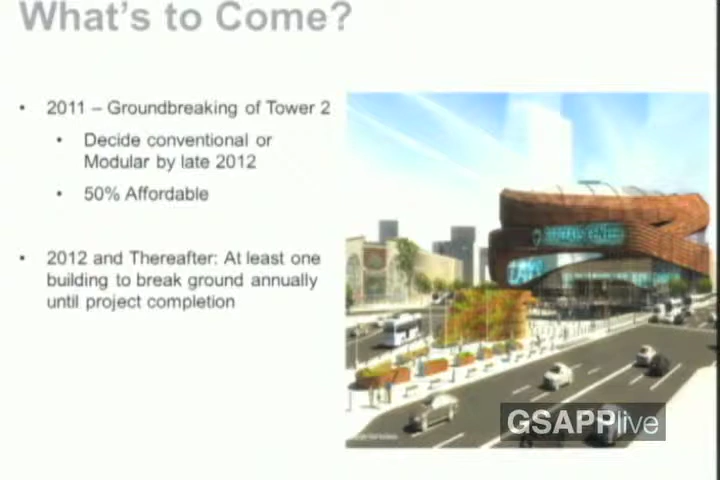 What's to Come?
• 2011 – Groundbreaking of Tower 2
• Decide conventional or
Modular by late 2012
• 50% Affordable
• 2012 and Thereafter: At least one
building to break ground annually
until project completion
GSAPPlive